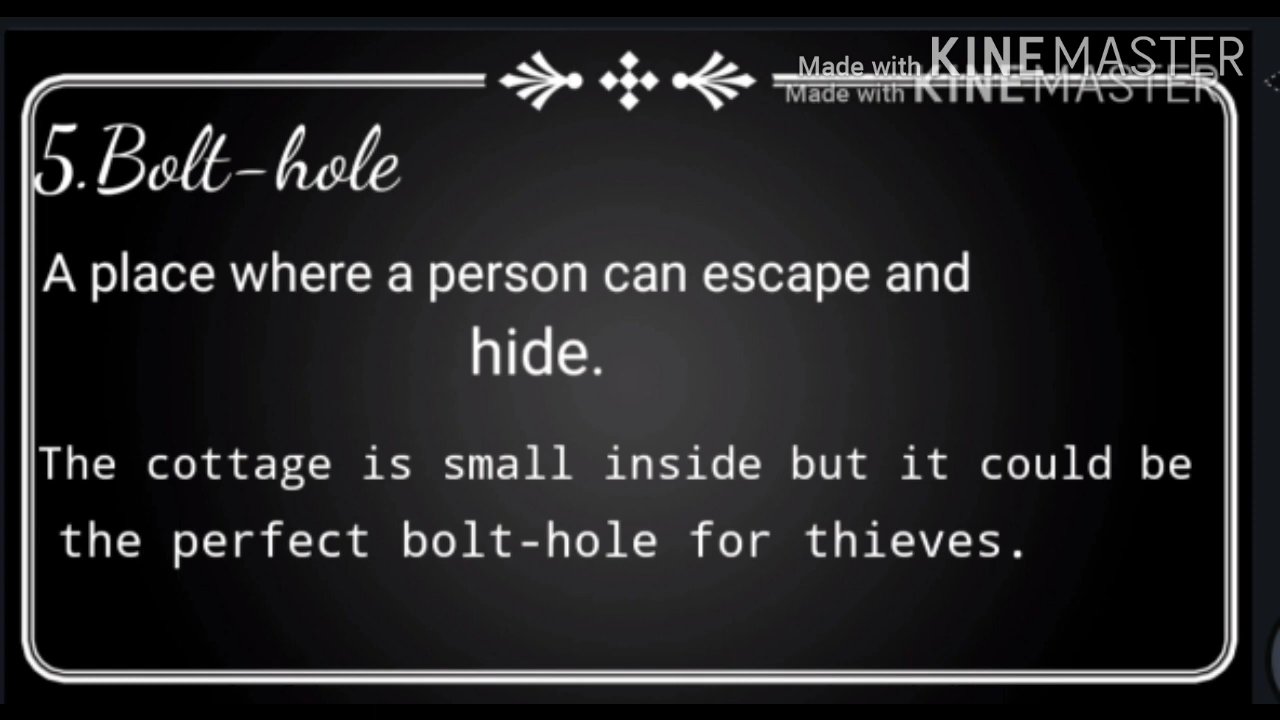 Made with KINEMASTER
Made with KINEMASTER
5.Bolt-hole
A place where a person can escape and
hide.
The cottage is small inside but it could be
the perfect bolt-hole for thieves.